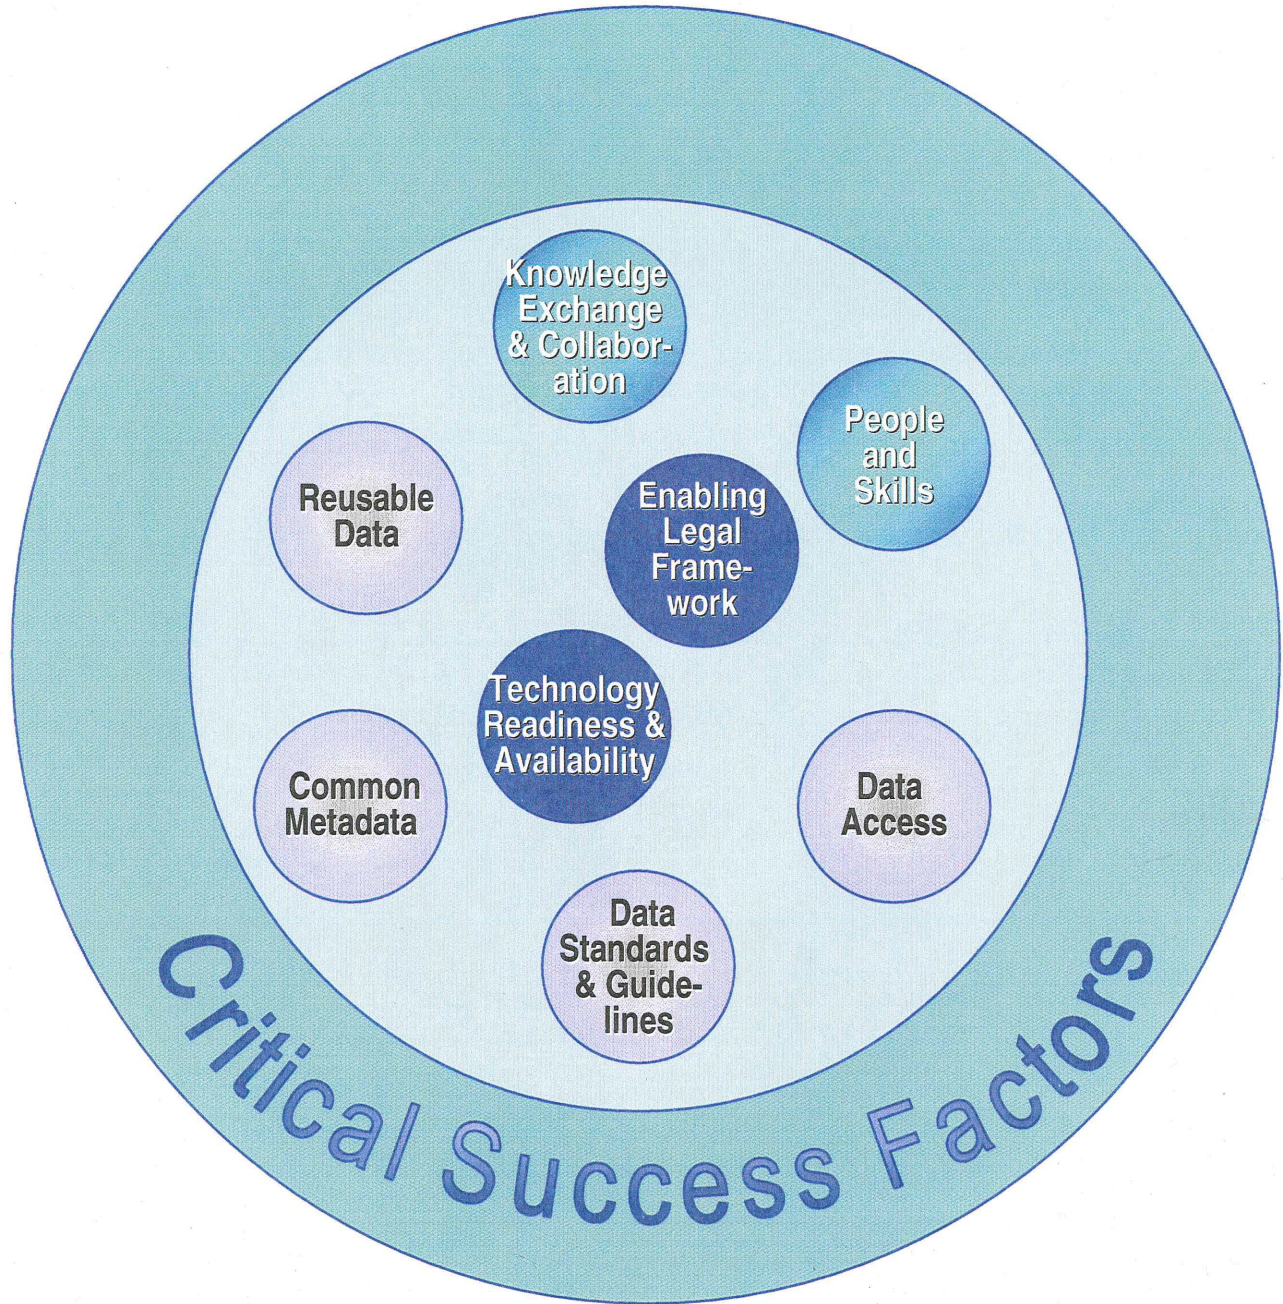 Knowledge
Exchange
& Collabor-
ation
People
and
Skills
Reusable
Data
Enabling
Legal
Frame-
work
Technology
Readiness &
Availability
Common
Metadata
Data
Access
Data
Standards
& Guide-
lines
Critical Success Factors